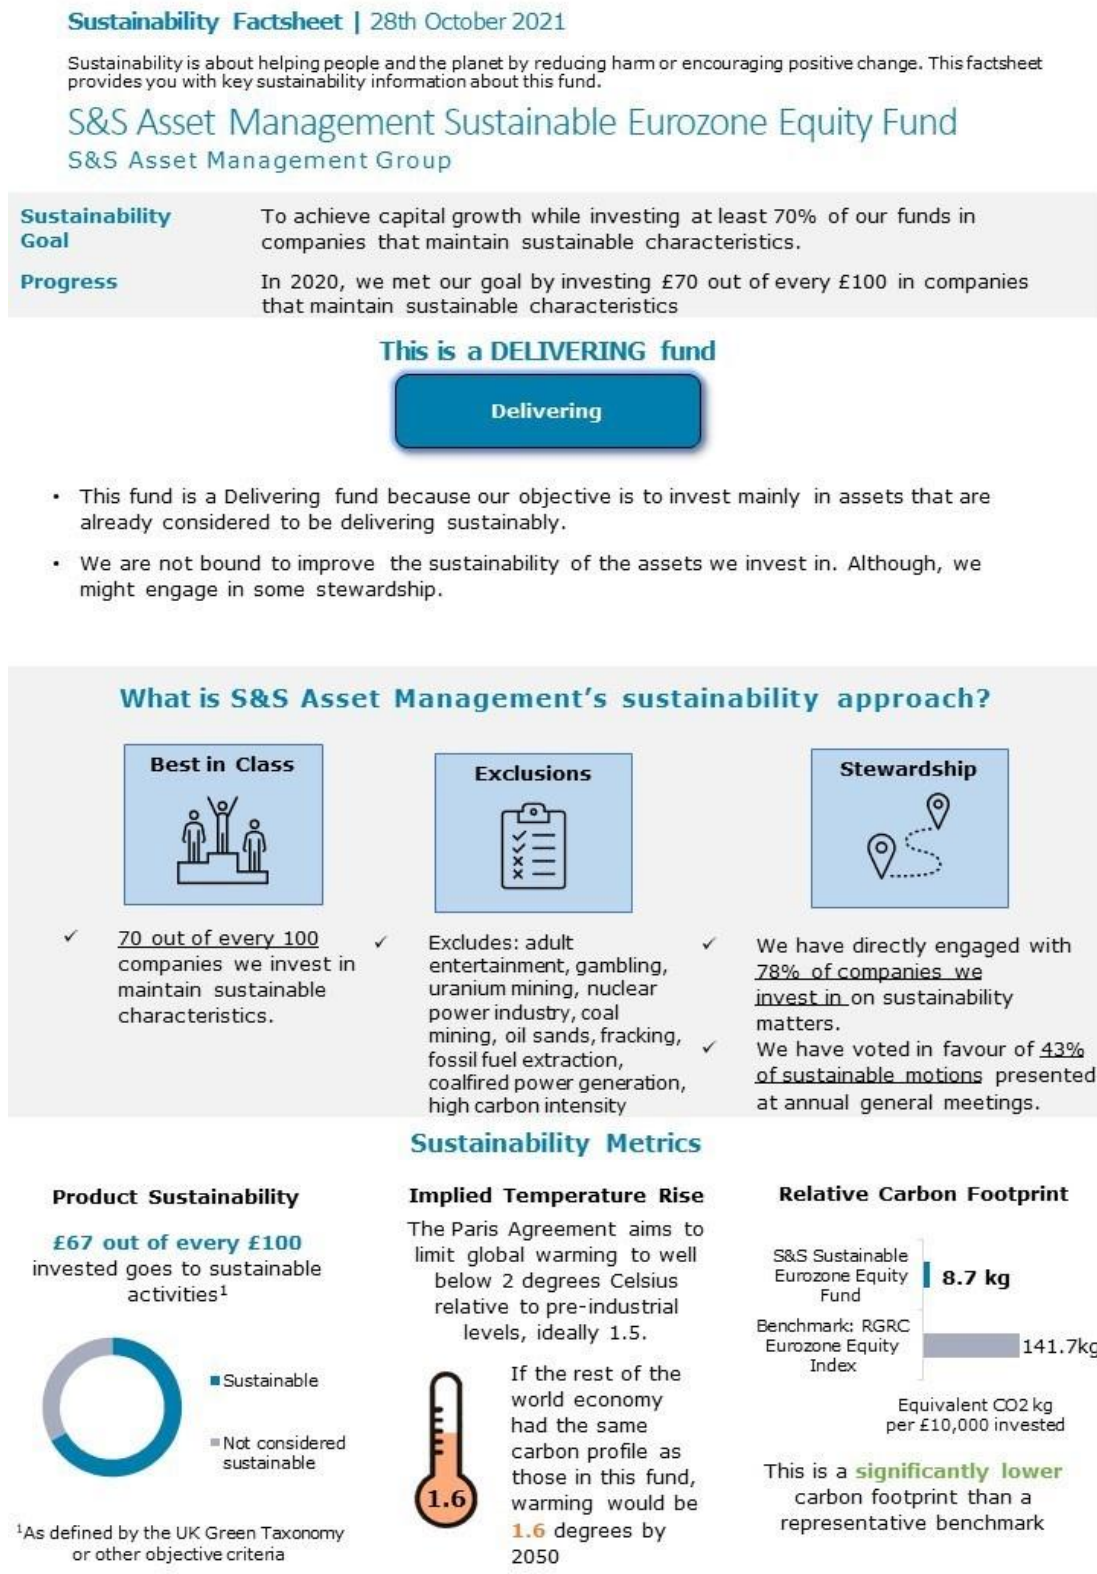 Sustainability Factsheet | 28th October 2021
Sustainability is about helping people and the planet by reducing harm or encouraging positive change. This factsheet
provides you with key sustainability information about this fund.
S&S Asset Management Sustainable Eurozone Equity Fund
S&S Asset Management Group
Sustainability
Goal
To achieve capital growth while investing at least 70% of our funds in
companies that maintain sustainable characteristics.
Progress
In 2020, we met our goal by investing £70 out of every £100 in companies
that maintain sustainable characteristics
This is a DELIVERING fund
Delivering
• This fund is a Delivering fund because our objective is to invest mainly in assets that are
already considered to be delivering sustainably.
• We are not bound to improve the sustainability of the assets we invest in. Although, we
might engage in some stewardship.
What is S&S Asset Management's sustainability approach?
Best in Class
✓ 70 out of every 100
companies we invest in
maintain sustainable
characteristics.
Exclusions
✓ Excludes: adult
entertainment, gambling,
uranium mining, nuclear
power industry, coal
mining, oil sands, fracking,
fossil fuel extraction,
coalfired power generation,
high carbon intensity
Stewardship
✓ We have directly engaged with
78% of companies we
invest in on sustainability
matters.
✓ We have voted in favour of 43%
of sustainable motions presented
at annual general meetings.
Sustainability Metrics
Product Sustainability
£67 out of every £100
invested goes to sustainable
activities¹
Sustainable
Not considered
sustainable
¹As defined by the UK Green Taxonomy
or other objective criteria
Implied Temperature Rise
The Paris Agreement aims to
limit global warming to well
below 2 degrees Celsius
relative to pre-industrial
levels, ideally 1.5.
1.6
If the rest of the
world economy
had the same
carbon profile as
those in this fund,
warming would be
1.6 degrees by
2050
Relative Carbon Footprint
S&S Sustainable
Eurozone Equity
Fund
8.7 kg
Benchmark: RGRC
Eurozone Equity
Index
141.7kg
Equivalent CO2 kg
per £10,000 invested
This is a significantly lower
carbon footprint than a
representative benchmark